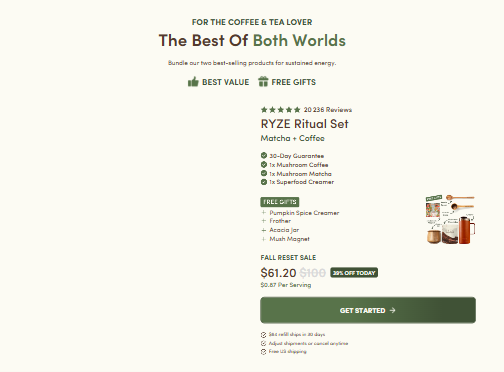 FOR THE COFFEE & TEA LOVER
The Best Of Both Worlds
Bundle our two best-selling products for sustained energy.
BEST VALUE FREE GIFTS
20 236 Reviews
RYZE Ritual Set
Matcha + Coffee
30-Day Guarantee
1x Mushroom Coffee
1x Mushroom Matcha
1x Superfood Creamer
FREE GIFTS
+ Pumpkin Spice Creamer
+ Frother
+ Acacia Jar
+ Mush Magnet
FALL RESET SALE
$61.20 $100 39% OFF TODAY
$0.87 Per Serving
GET STARTED →
$64 refill ships in 30 days
Adjust shipments or cancel anytime
Free US shipping